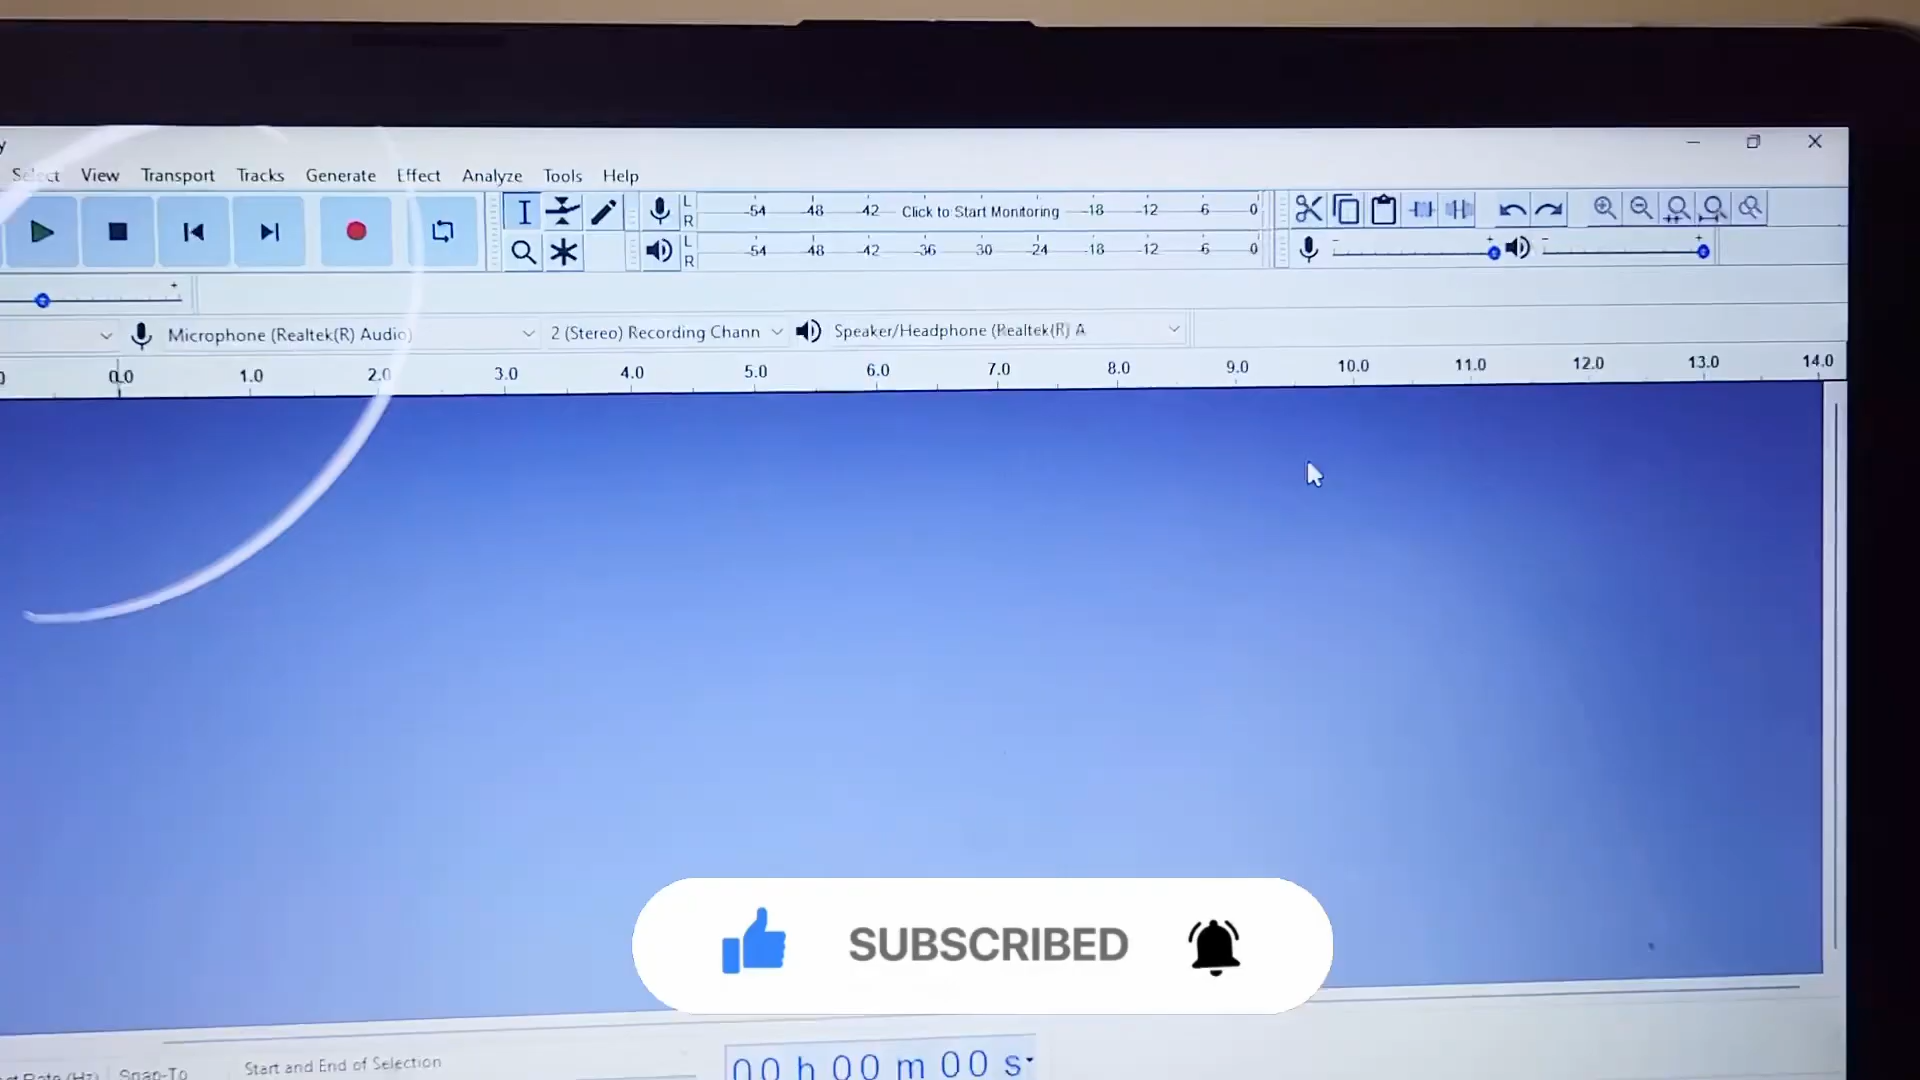 y
Select View Transport Tracks Generate Effect Analyze Tools Help
L
R
-54 -48 -42 Click to Start Monitoring -18 -12 -6 0
L
R
-54 -48 -42 -36 30 -24 -18 -12 6 0
Microphone (Realtek(R) Audio) 2 (Stereo) Recording Chann Speaker/Headphone (Realtek(R) A
0.0 1.0 2.0 3.0 4.0 5.0 6.0 7.0 8.0 9.0 10.0 11.0 12.0 13.0 14.0
SUBSCRIBED
Rate (Hz) Snap-To Start and End of Selection
00 h 00 m 00 s